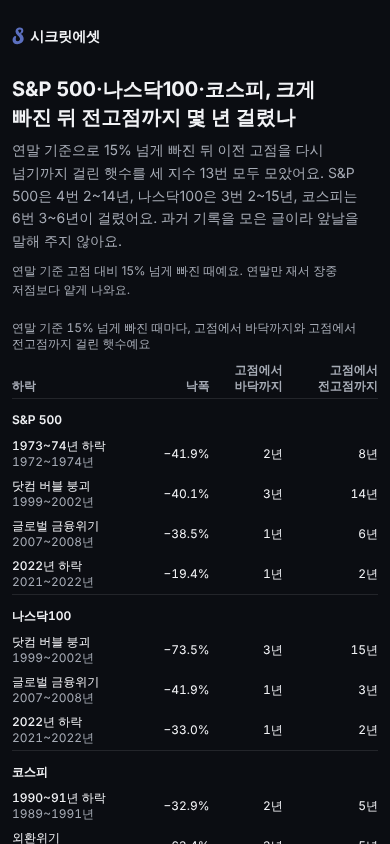 시크릿에셋
S&P 500·나스닥100·코스피, 크게
빠진 뒤 전고점까지 몇 년 걸렸나
연말 기준으로 15% 넘게 빠진 뒤 이전 고점을 다시
넘기까지 걸린 햇수를 세 지수 13번 모두 모았어요. S&P
500은 4번 2~14년, 나스닥100은 3번 2~15년, 코스피는
6번 3~6년이 걸렸어요. 과거 기록을 모은 글이라 앞날을
말해 주지 않아요.
연말 기준 고점 대비 15% 넘게 빠진 때예요. 연말만 재서 장중
저점보다 얕게 나와요.
연말 기준 15% 넘게 빠진 때마다, 고점에서 바닥까지와 고점에서
전고점까지 걸린 햇수예요
하락 낙폭 고점에서 바닥까지 고점에서 전고점까지
S&P 500
1973~74년 하락 −41.9% 2년 8년
1972~1974년
닷컴 버블 붕괴 −40.1% 3년 14년
1999~2002년
글로벌 금융위기 −38.5% 1년 6년
2007~2008년
2022년 하락 −19.4% 1년 2년
2021~2022년
나스닥100
닷컴 버블 붕괴 −73.5% 3년 15년
1999~2002년
글로벌 금융위기 −41.9% 1년 3년
2007~2008년
2022년 하락 −33.0% 1년 2년
2021~2022년
코스피
1990~91년 하락 −32.9% 2년 5년
1989~1991년
외환위기